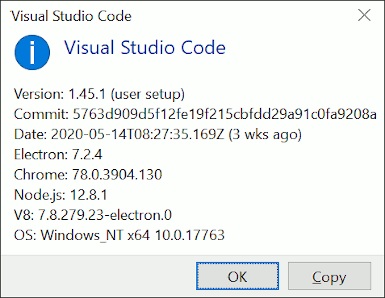 Visual Studio Code
Visual Studio Code
Version: 1.45.1 (user setup)
Commit: 5763d909d5f12fe19f215cbfdd29a91c0fa9208a
Date: 2020-05-14T08:27:35.169Z (3 wks ago)
Electron: 7.2.4
Chrome: 78.0.3904.130
Node.js: 12.8.1
V8: 7.8.279.23-electron.0
OS: Windows_NT x64 10.0.17763
OK
Copy